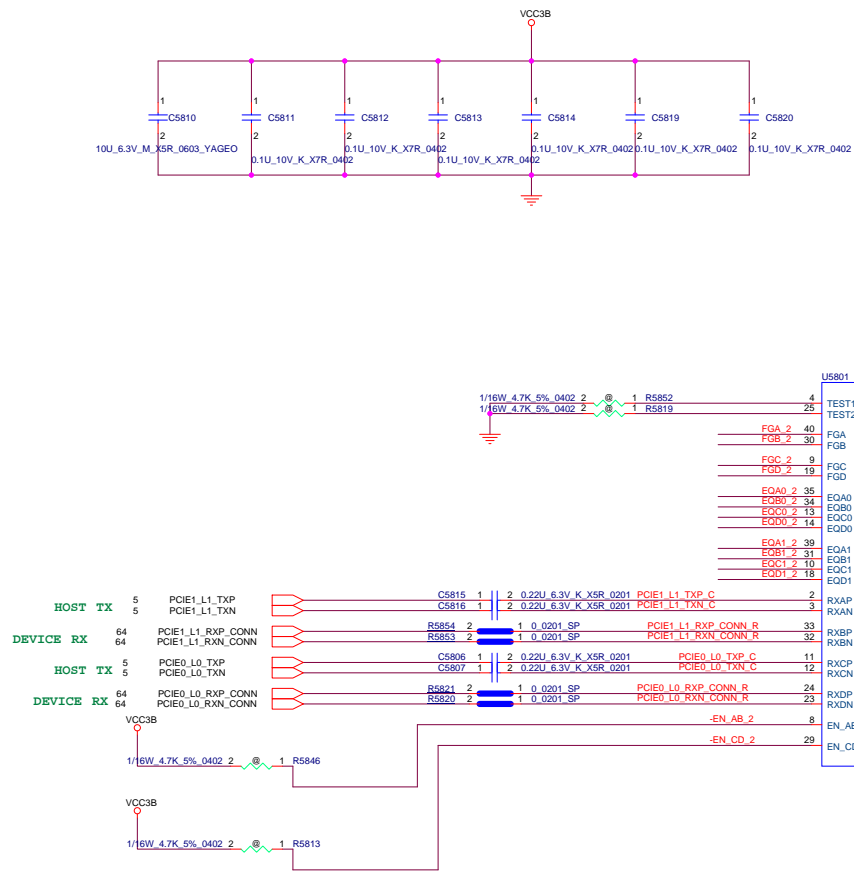 VCC3B
1 1 1 1 1 1 1
C5810 C5811 C5812 C5813 C5814 C5819 C5820
2 2 2 2 2 2 2
10U_6.3V_M_X5R_0603_YAGEO 0.1U_10V_K_X7R_0402 0.1U_10V_K_X7R_0402 0.1U_10V_K_X7R_0402 0.1U_10V_K_X7R_0402 0.1U_10V_K_X7R_0402
0.1U_10V_K_X7R_0402
U5801
1/16W_4.7K_5%_0402 2 @ 1 R5852 4 TEST1
1/16W_4.7K_5%_0402 2 @ 1 R5819 25 TEST2
FGA_2 40 FGA
FGB_2 30 FGB
FGC_2 9 FGC
FGD_2 19 FGD
EQA0_2 35 EQA0
EQB0_2 34 EQB0
EQC0_2 13 EQC0
EQD0_2 14 EQD0
EQA1_2 39 EQA1
EQB1_2 31 EQB1
EQC1_2 10 EQC1
EQD1_2 18 EQD1
HOST TX
5 PCIE1_L1_TXP C5815 1 2 0.22U_6.3V_K_X5R_0201 PCIE1_L1_TXP_C 2 RXAP
5 PCIE1_L1_TXN C5816 1 2 0.22U_6.3V_K_X5R_0201 PCIE1_L1_TXN_C 3 RXAN
DEVICE RX
64 PCIE1_L1_RXP_CONN R5854 2 1 0_0201_SP PCIE1_L1_RXP_CONN_R 33 RXBP
64 PCIE1_L1_RXN_CONN R5853 2 1 0_0201_SP PCIE1_L1_RXN_CONN_R 32 RXBN
HOST TX
5 PCIE0_L0_TXP C5806 1 2 0.22U_6.3V_K_X5R_0201 PCIE0_L0_TXP_C 11 RXCP
5 PCIE0_L0_TXN C5807 1 2 0.22U_6.3V_K_X5R_0201 PCIE0_L0_TXN_C 12 RXCN
DEVICE RX
64 PCIE0_L0_RXP_CONN R5821 2 1 0_0201_SP PCIE0_L0_RXP_CONN_R 24 RXDP
64 PCIE0_L0_RXN_CONN R5820 2 1 0_0201_SP PCIE0_L0_RXN_CONN_R 23 RXDN
VCC3B
-EN_AB_2 8 EN_AB
-EN_CD_2 29 EN_CD
1/16W_4.7K_5%_0402 2 @ 1 R5846
VCC3B
1/16W_4.7K_5%_0402 2 @ 1 R5813